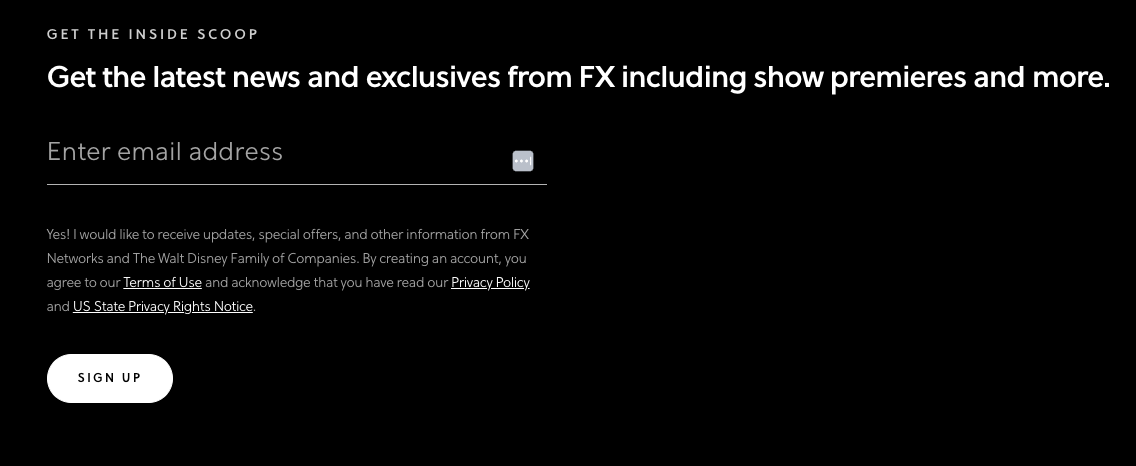 GET THE INSIDE SCOOP
Get the latest news and exclusives from FX including show premieres and more.
Enter email address
Yes! I would like to receive updates, special offers, and other information from FX
Networks and The Walt Disney Family of Companies. By creating an account, you
agree to our Terms of Use and acknowledge that you have read our Privacy Policy
and US State Privacy Rights Notice.
SIGN UP